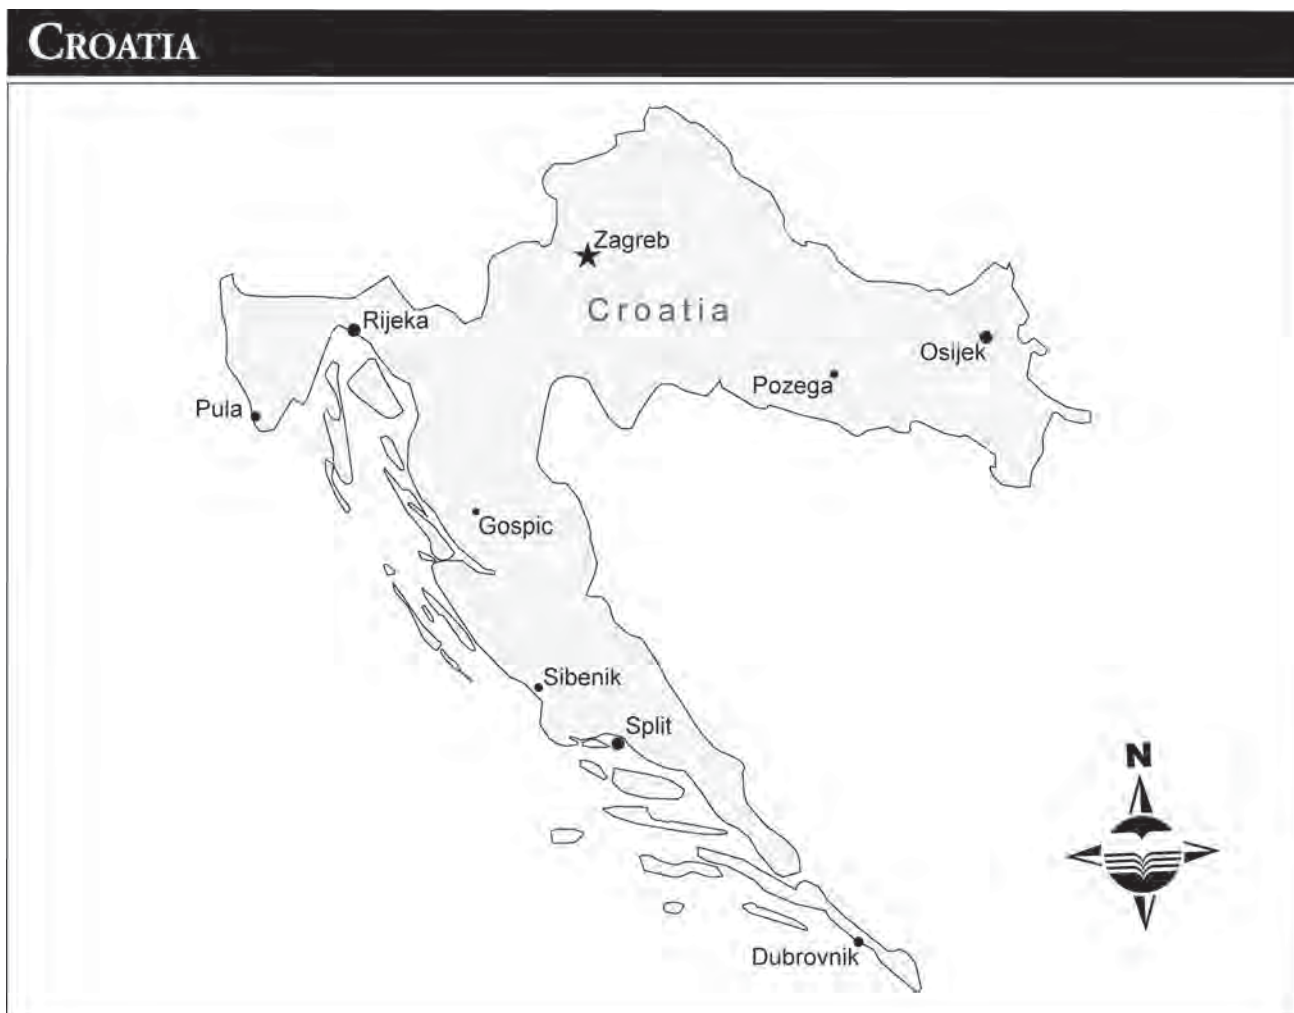 CROATIA
Zagreb
Croatia
Rijeka
Osijek
Pozega
Pula
Gospic
Sibenik
Split
N
Dubrovnik